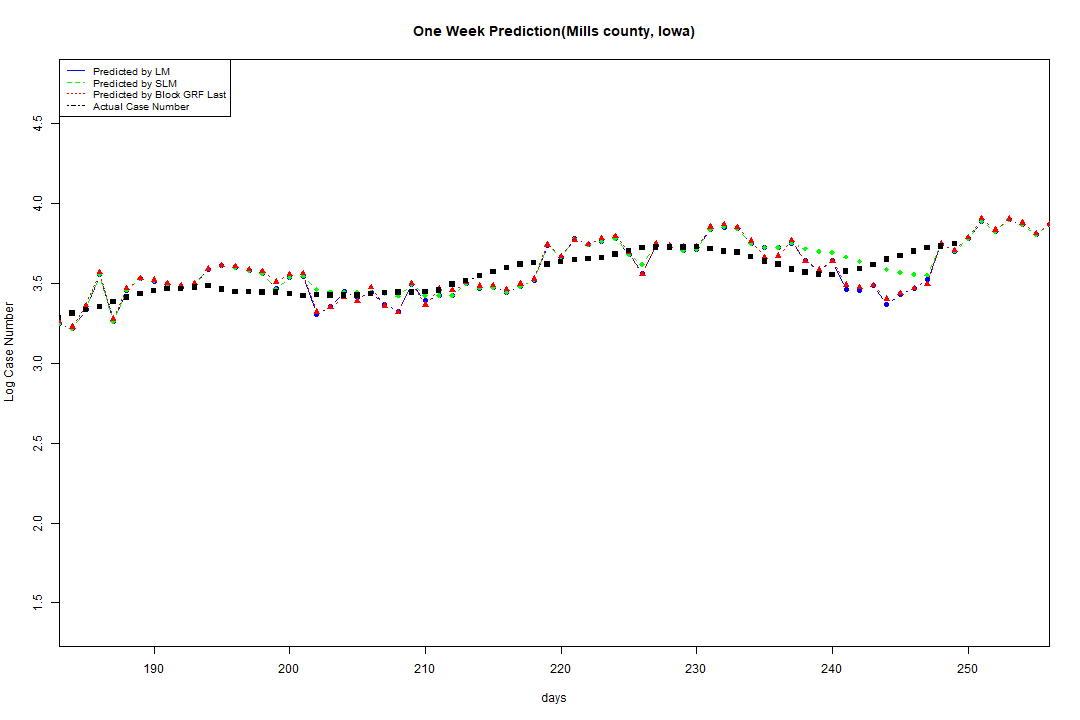 One Week Prediction(Mills county, Iowa)
Predicted by LM
Predicted by SLM
Predicted by Block GRF Last
Actual Case Number
4.5
4.0
3.5
3.0
2.5
2.0
1.5
Log Case Number
190 200 210 220 230 240 250
days